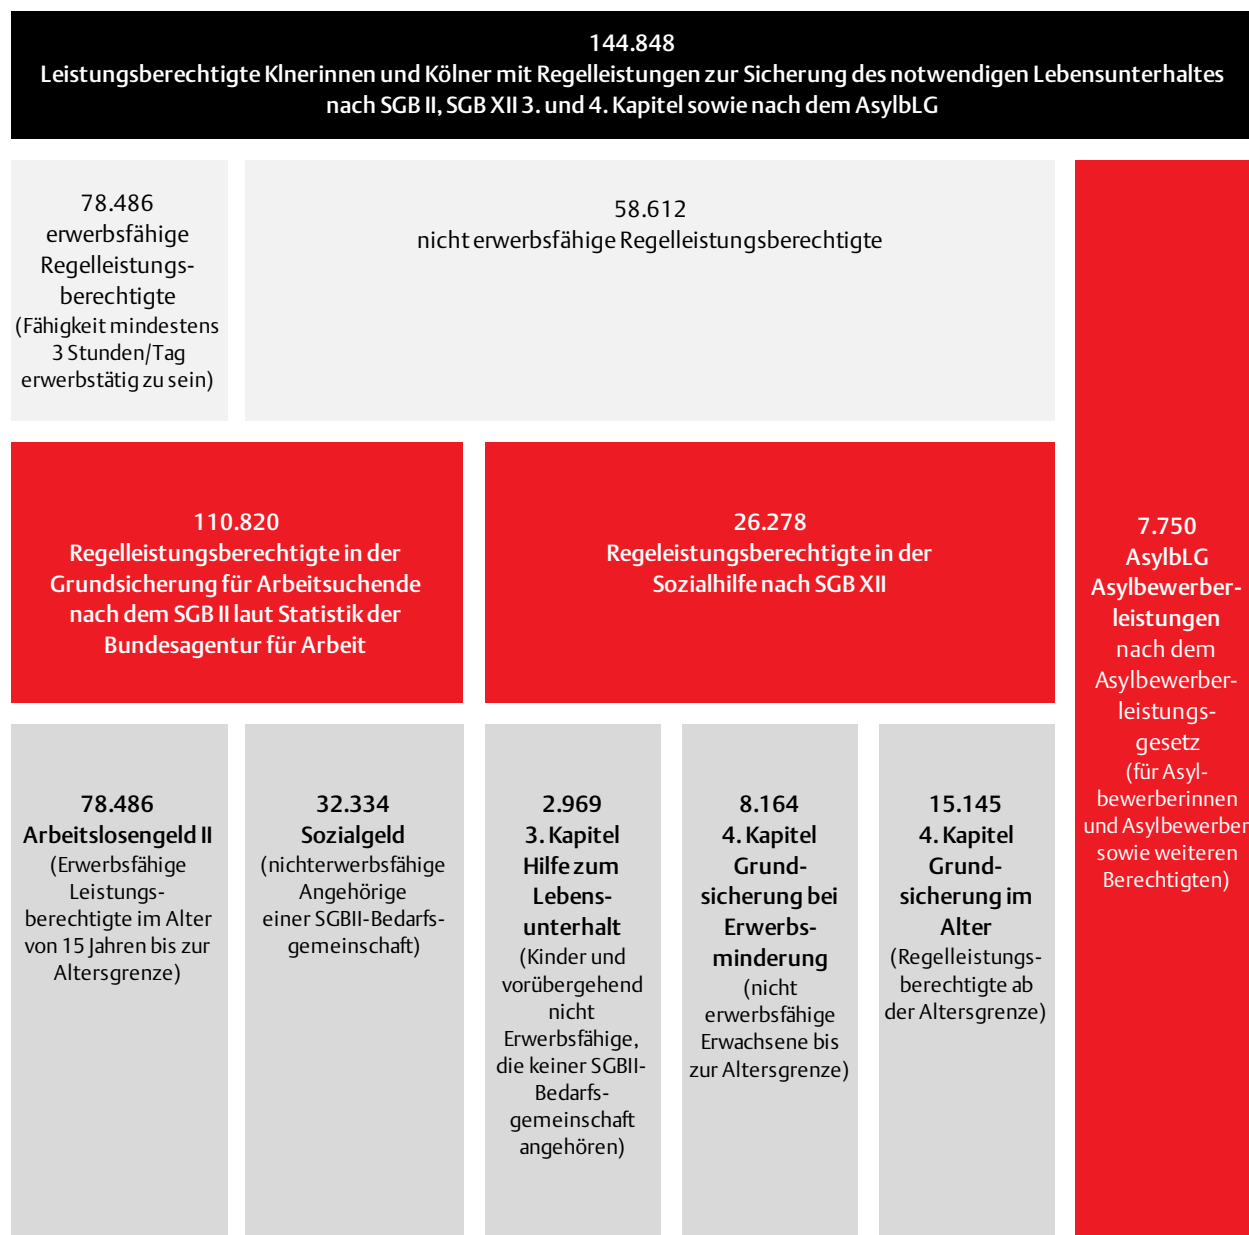 144.848
Leistungsberechtigte Klnerinnen und Kölner mit Regelleistungen zur Sicherung des notwendigen Lebensunterhaltes
nach SGB II, SGB XII 3. und 4. Kapitel sowie nach dem AsylbLG
78.486
erwerbsfähige
Regelleistungs-
berechtigte
(Fähigkeit mindestens
3 Stunden/Tag
erwerbstätig zu sein)
58.612
nicht erwerbsfähige Regelleistungsberechtigte
110.820
Regelleistungsberechtigte in der
Grundsicherung für Arbeitsuchende
nach dem SGB II laut Statistik der
Bundesagentur für Arbeit
26.278
Regeleistungsberechtigte in der
Sozialhilfe nach SGB XII
7.750
AsylbLG
Asylbewerber-
leistungen
nach dem
Asylbewerber-
leistungs-
gesetz
(für Asyl-
bewerberinnen
und Asylbewerber
sowie weiteren
Berechtigten)
78.486
Arbeitslosengeld II
(Erwerbsfähige
Leistungs-
berechtigte im Alter
von 15 Jahren bis zur
Altersgrenze)
32.334
Sozialgeld
(nichterwerbsfähige
Angehörige
einer SGBII-Bedarfs-
gemeinschaft)
2.969
3. Kapitel
Hilfe zum
Lebens-
unterhalt
(Kinder und
vorübergehend
nicht
Erwerbsfähige,
die keiner SGBII-
Bedarfs-
gemeinschaft
angehören)
8.164
4. Kapitel
Grund-
sicherung bei
Erwerbs-
minderung
(nicht
erwerbsfähige
Erwachsene bis
zur Altersgrenze)
15.145
4. Kapitel
Grund-
sicherung im
Alter
(Regelleistungs-
berechtigte ab
der Altersgrenze)